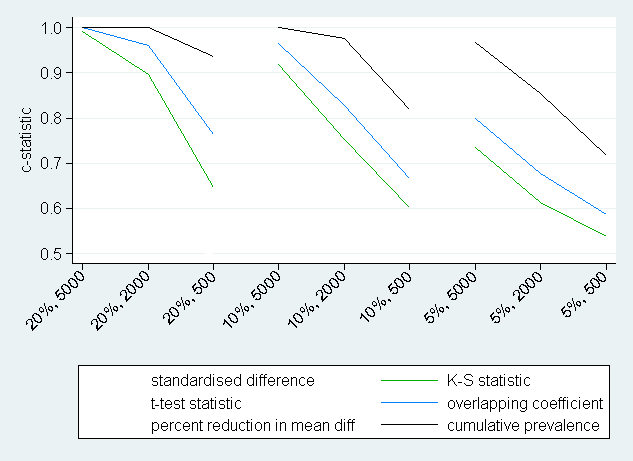 1.0
0.9
0.8
0.7
0.6
0.5
c-statistic
20%, 5000
20%, 2000
20%, 500
10%, 5000
10%, 2000
10%, 500
5%, 5000
5%, 2000
5%, 500
standardised difference
K-S statistic
t-test statistic
overlapping coefficient
percent reduction in mean diff
cumulative prevalence